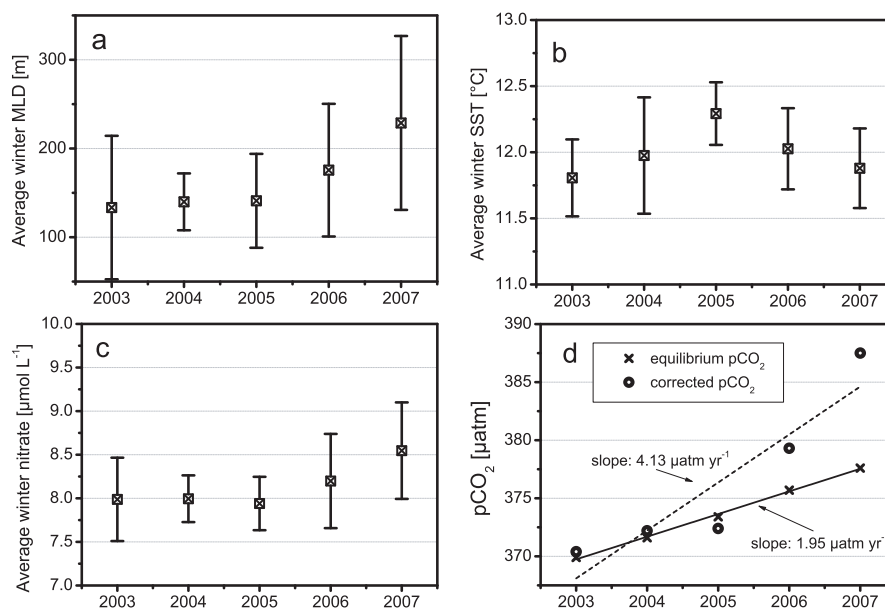 a
Average winter MLD [m]
300
200
100
2003 2004 2005 2006 2007
b
Average winter SST [°C]
13.0
12.5
12.0
11.5
11.0
2003 2004 2005 2006 2007
c
Average winter nitrate [µmol L⁻¹]
10.0
9.5
9.0
8.5
8.0
7.5
7.0
2003 2004 2005 2006 2007
d
pCO₂ [µatm]
390
385
380
375
370
equilibrium pCO₂
corrected pCO₂
slope: 4.13 µatm yr⁻¹
slope: 1.95 µatm yr⁻
2003 2004 2005 2006 2007